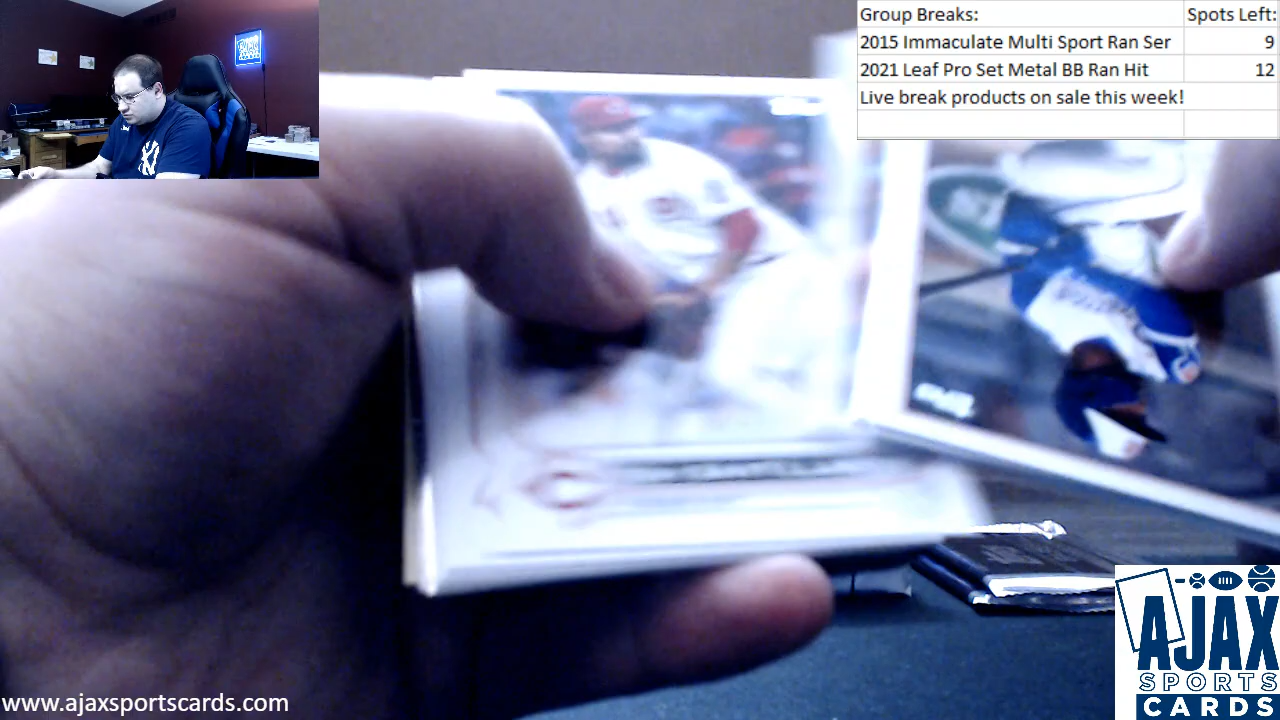 Group Breaks: Spots Left:
2015 Immaculate Multi Sport Ran Ser 9
2021 Leaf Pro Set Metal BB Ran Hit 12
Live break products on sale this week!
AJAX
SPORTS
CARDS
www.ajaxsportscards.com